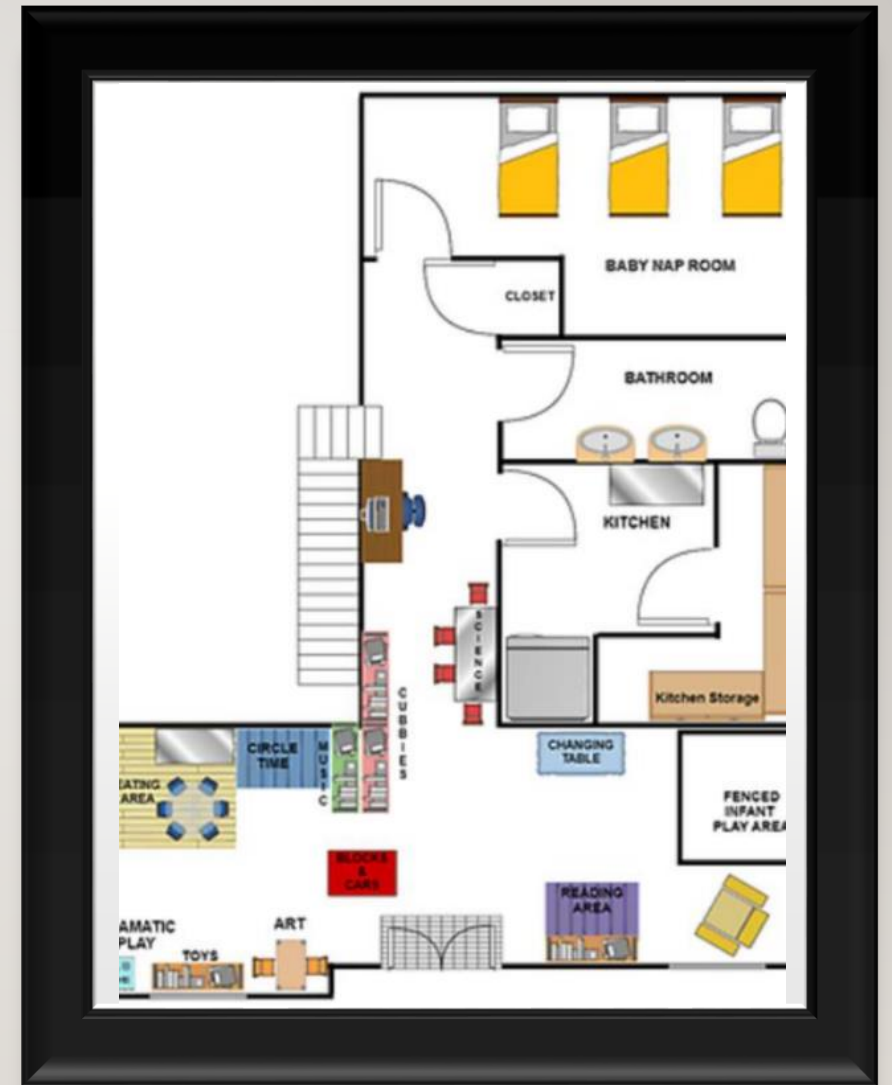 BABY NAP ROOM
CLOSET
BATHROOM
KITCHEN
SCIENCE
Kitchen Storage
CUBBIES
CIRCLE
TIME
MUSIC
CHANGING
TABLE
EATING
AREA
FENCED
INFANT
PLAY AREA
BLOCKS
&
CARS
READING
AREA
AMATIC
PLAY
ART
TOYS